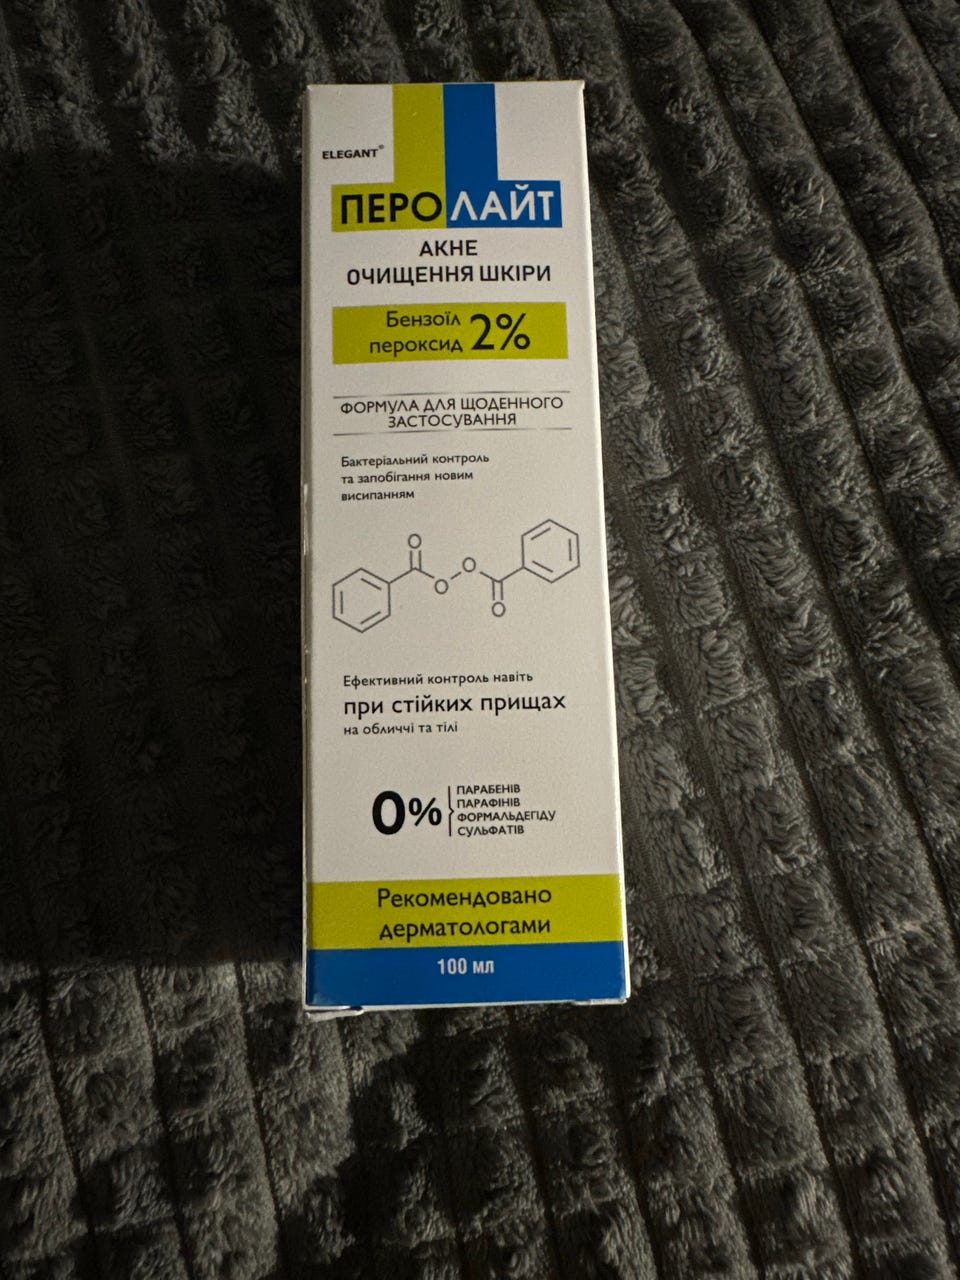 ELEGANT®
ПЕРОЛАЙТ
АКНЕ
ОЧИЩЕННЯ ШКІРИ
Бензоїл
пероксид 2%
ФОРМУЛА ДЛЯ ЩОДЕННОГО
ЗАСТОСУВАННЯ
Бактеріальний контроль
та запобігання новим
висипанням
O
O
O
O
Ефективний контроль навіть
при стійких прищах
на обличчі та тілі
0%
ПАРАБЕНІВ
ПАРАФІНІВ
ФОРМАЛЬДЕГІДУ
СУЛЬФАТІВ
Рекомендовано
дерматологами
100 мл